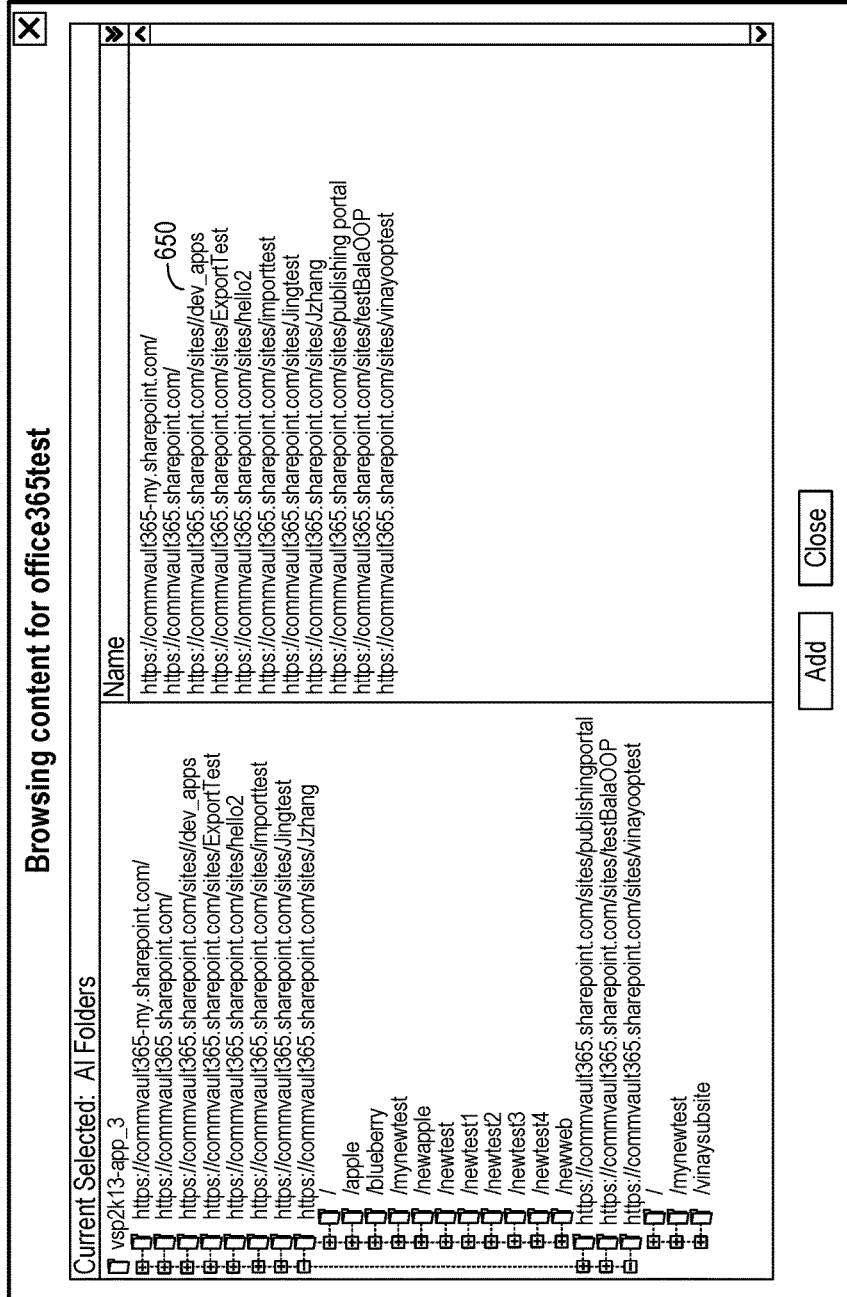 Browsing content for office365test
Current Selected: Al Folders
vsp2k13-app_3
https://commvault365-my.sharepoint.com/
https://commvault365.sharepoint.com/
https://commvault365.sharepoint.com/sites//dev_apps
https://commvault365.sharepoint.com/sites/ExportTest
https://commvault365.sharepoint.com/sites/hello2
https://commvault365.sharepoint.com/sites/importtest
https://commvault365.sharepoint.com/sites/Jingtest
https://commvault365.sharepoint.com/sites/Jzhang
/
/apple
/blueberry
/mynewtest
/newapple
/newtest
/newtest1
/newtest2
/newtest3
/newtest4
/newweb
https://commvault365.sharepoint.com/sites/publishingportal
https://commvault365.sharepoint.com/sites/testBalaOOP
https://commvault365.sharepoint.com/sites/vinayooptest
/
/mynewtest
/vinaysubsite
Name
https://commvault365-my.sharepoint.com/
https://commvault365.sharepoint.com/
650
https://commvault365.sharepoint.com/sites//dev_apps
https://commvault365.sharepoint.com/sites/ExportTest
https://commvault365.sharepoint.com/sites/hello2
https://commvault365.sharepoint.com/sites/importtest
https://commvault365.sharepoint.com/sites/Jingtest
https://commvault365.sharepoint.com/sites/Jzhang
https://commvault365.sharepoint.com/sites/publishing portal
https://commvault365.sharepoint.com/sites/testBalaOOP
https://commvault365.sharepoint.com/sites/vinayooptest
Add
Close